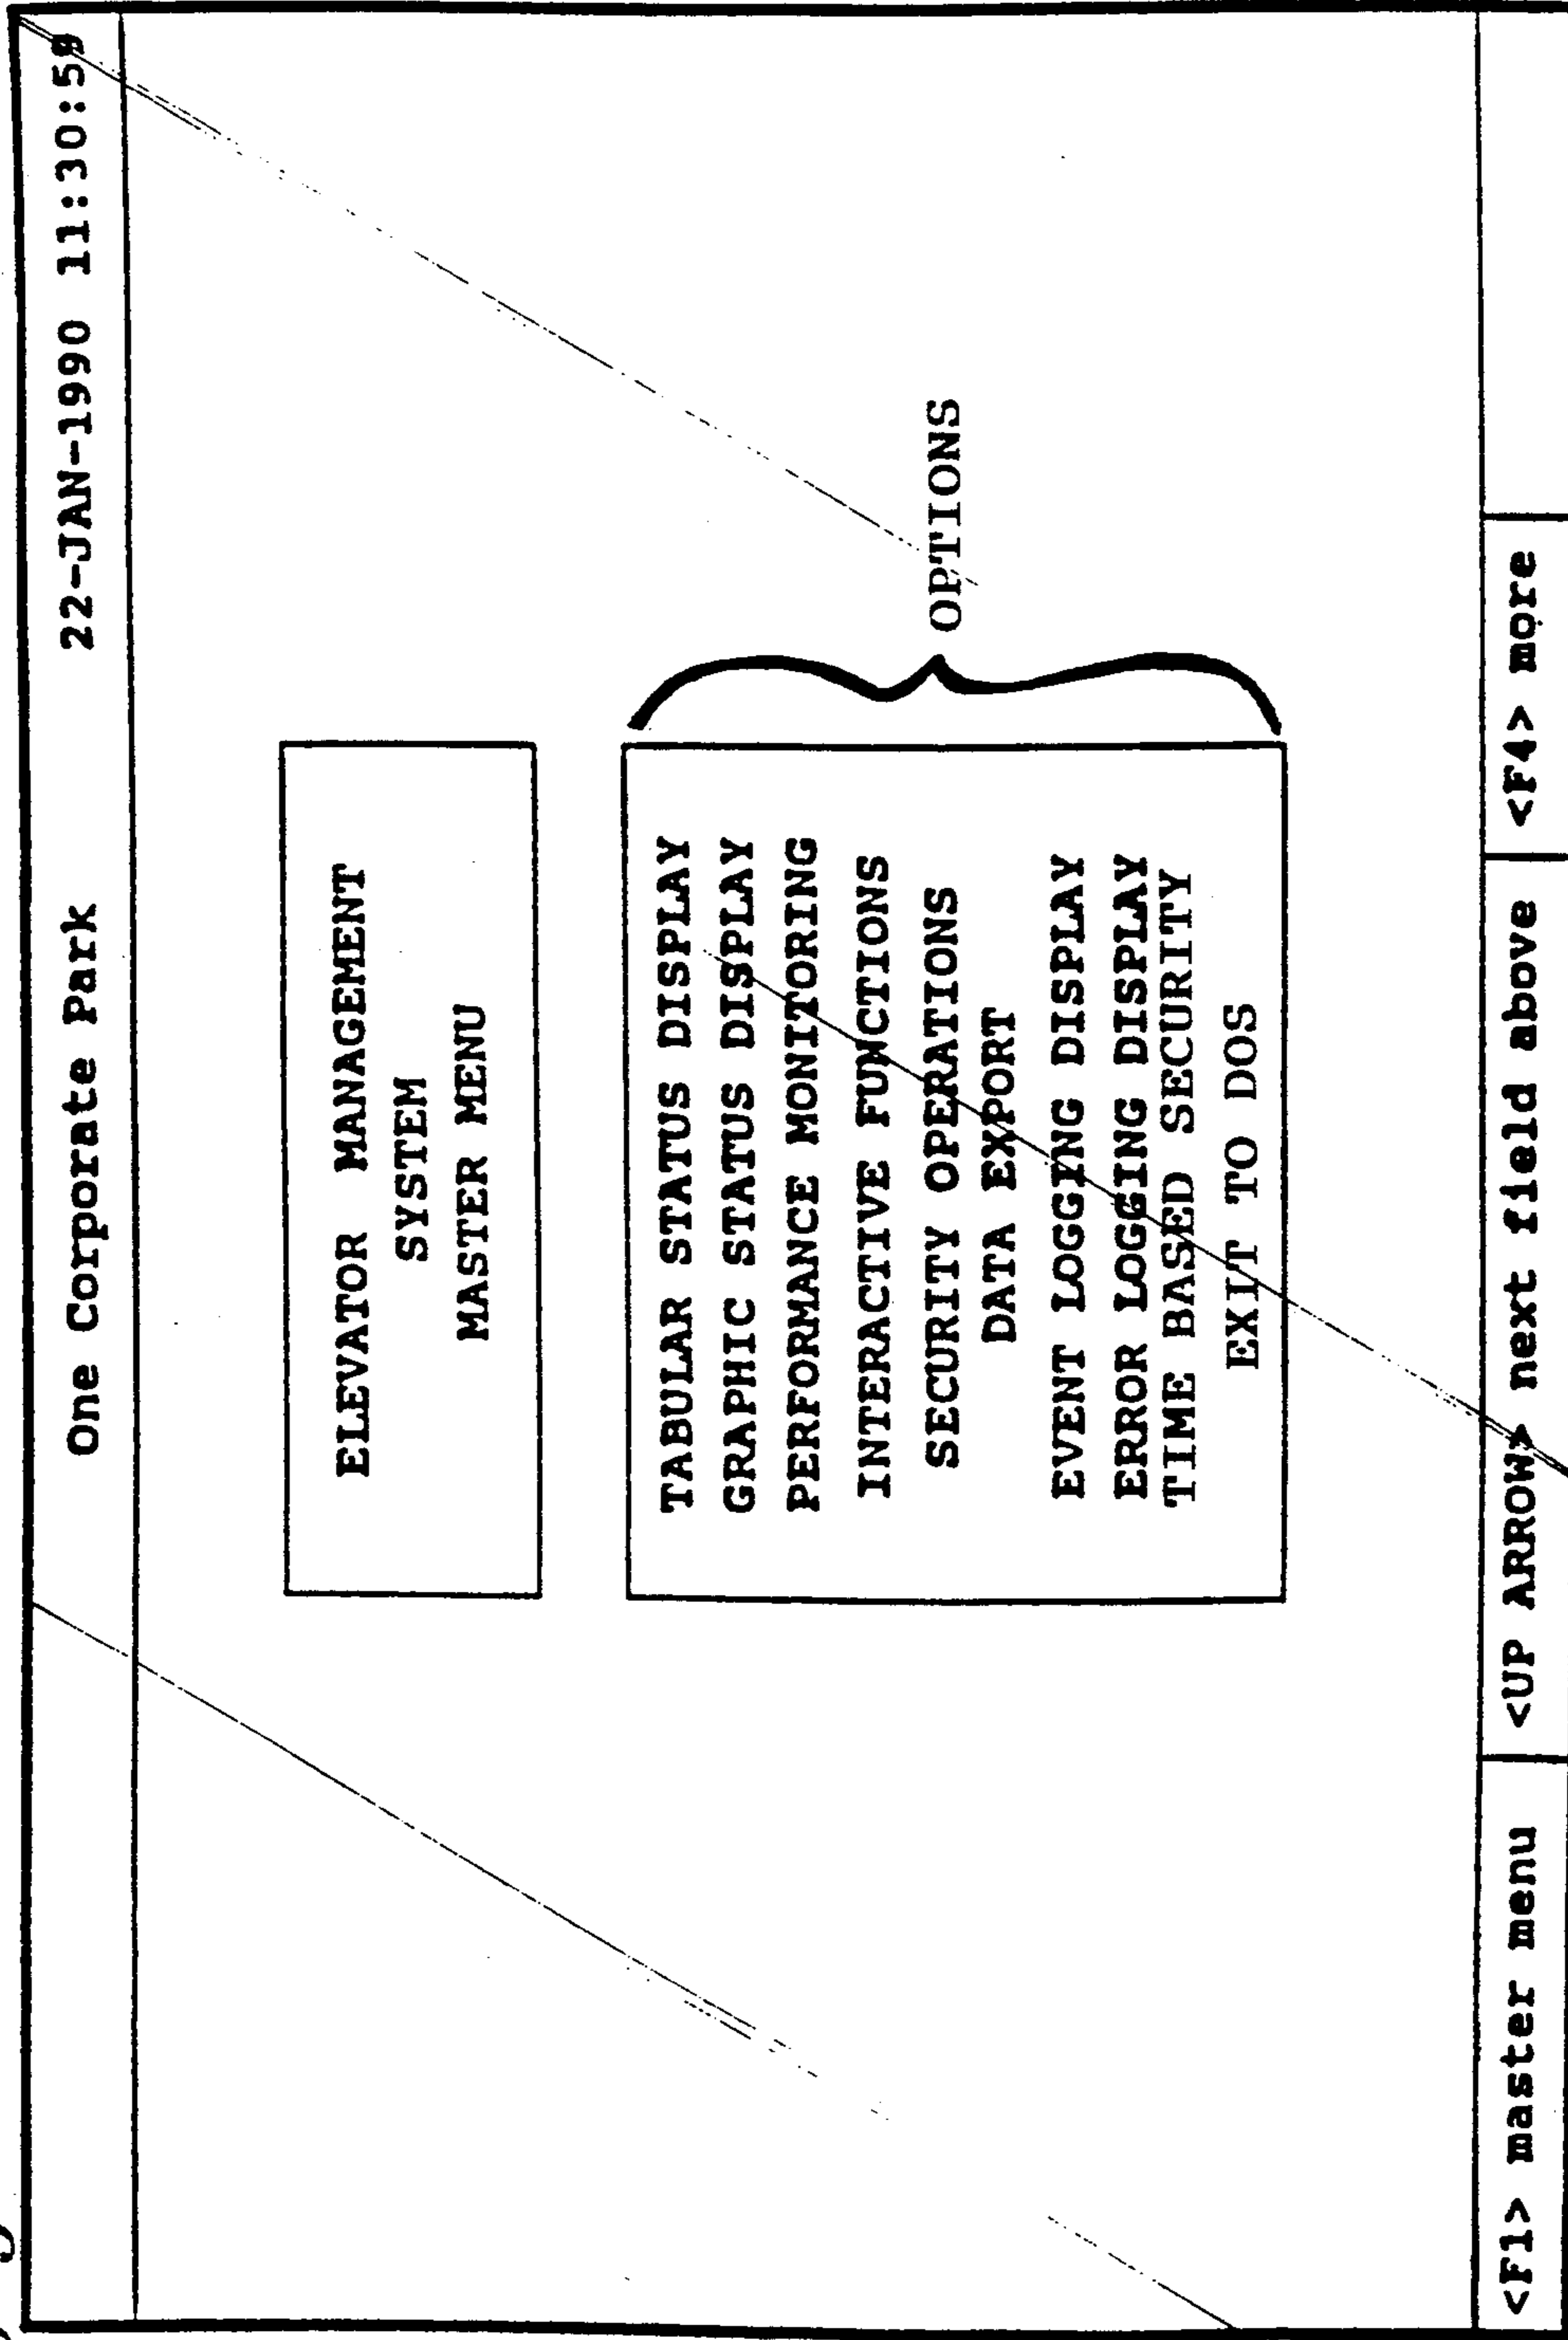 One Corporate Park 22-JAN-1990 11:30:59
ELEVATOR MANAGEMENT
SYSTEM
MASTER MENU
TABULAR STATUS DISPLAY
GRAPHIC STATUS DISPLAY
PERFORMANCE MONITORING
INTERACTIVE FUNCTIONS
SECURITY OPERATIONS
DATA EXPORT
EVENT LOGGING DISPLAY
ERROR LOGGING DISPLAY
TIME BASED SECURITY
EXIT TO DOS
OPTIONS
<F1> master menu <UP ARROW> next field above <F4> more